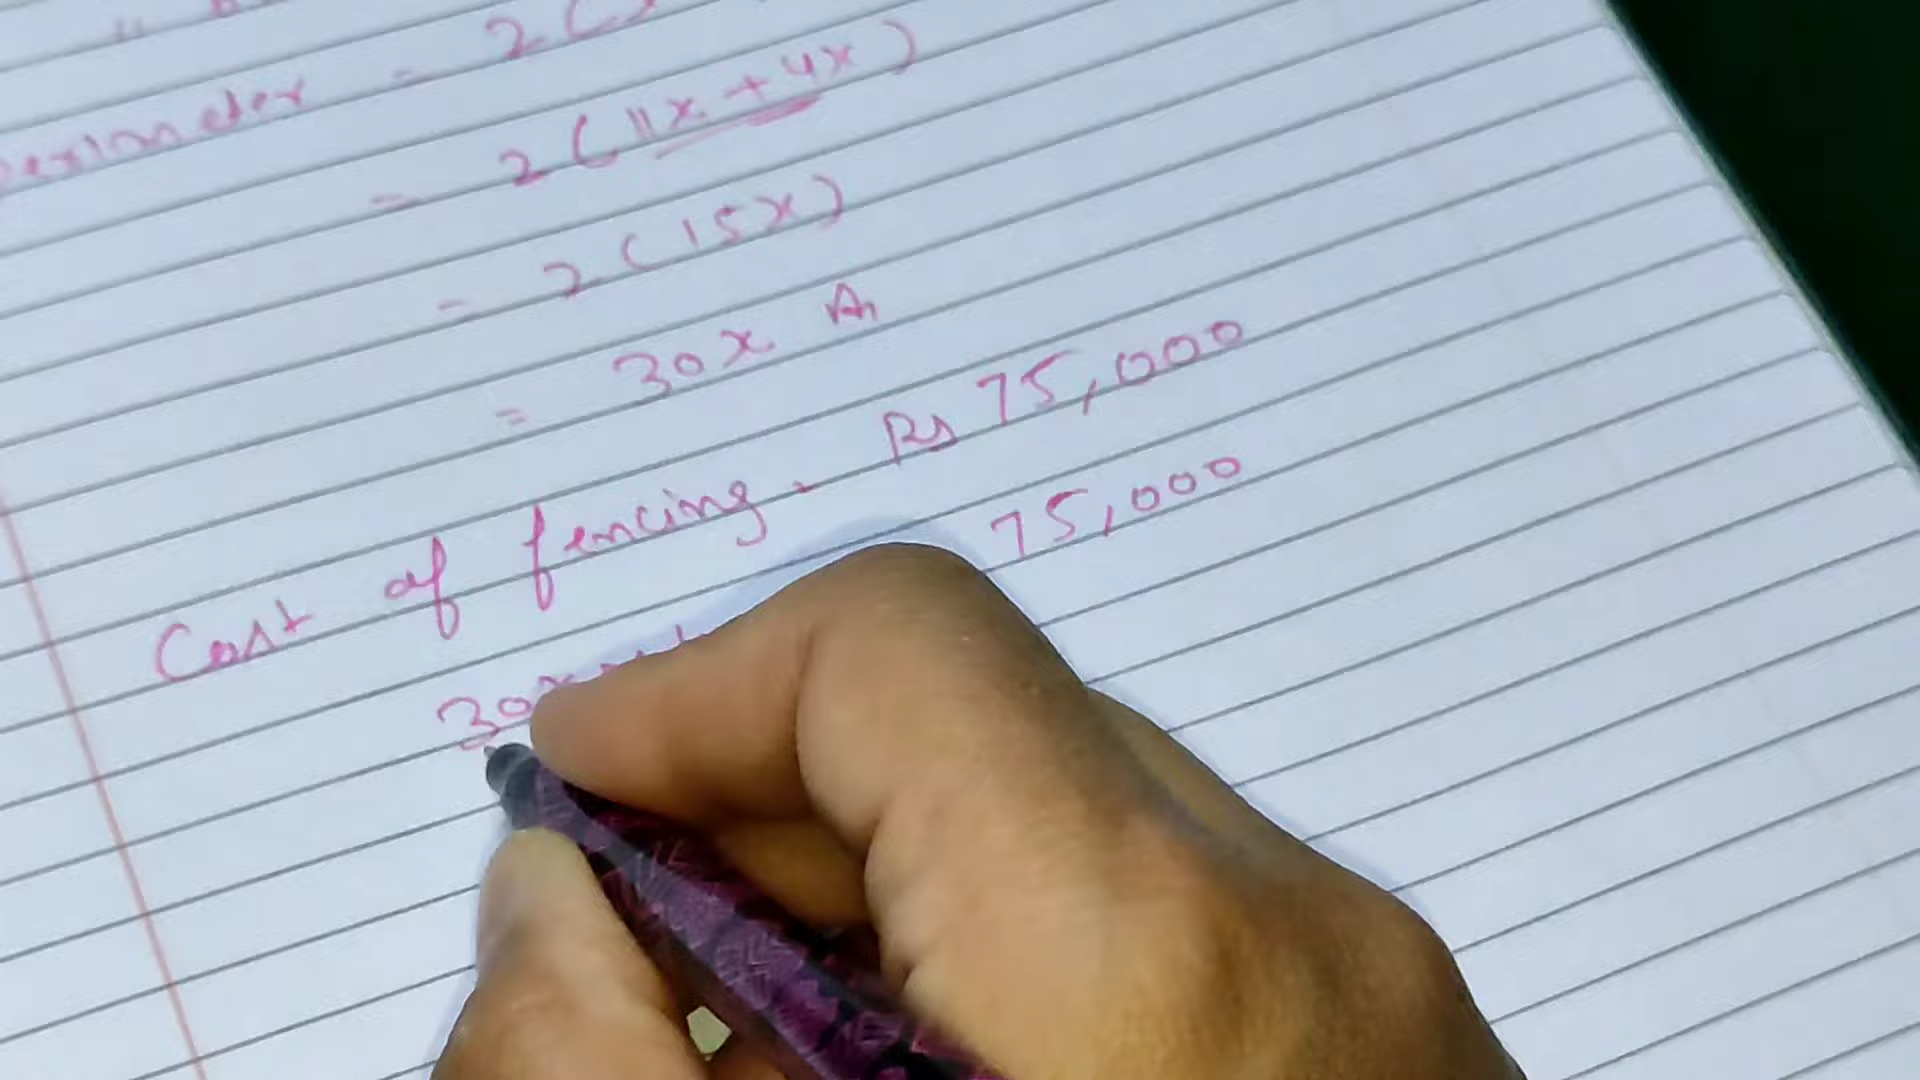 Perimeter = 2(
= 2(11x + 4x)
= 2(15x)
= 30x A
Cost of fencing = Rs 75,000
30x 75,000